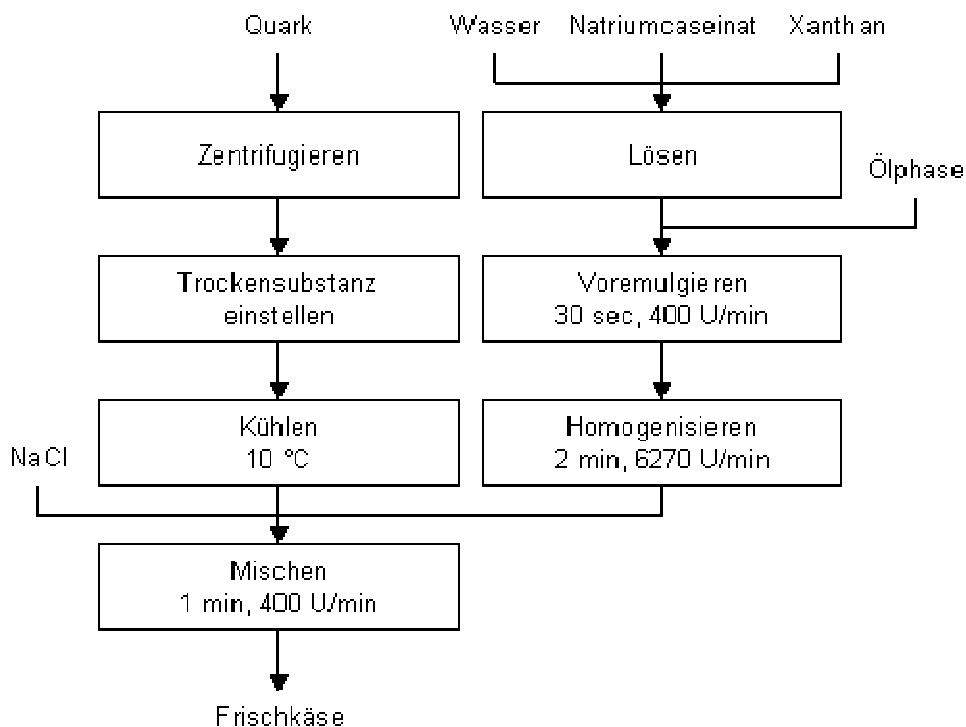 Quark
Wasser Natriumcaseinat Xanthan
Zentrifugieren
Lösen
Ölphase
Trockensubstanz
einstellen
Voremulgieren
30 sec, 400 U/min
Kühlen
10 °C
Homogenisieren
2 min, 6270 U/min
NaCl
Mischen
1 min, 400 U/min
Frischkäse